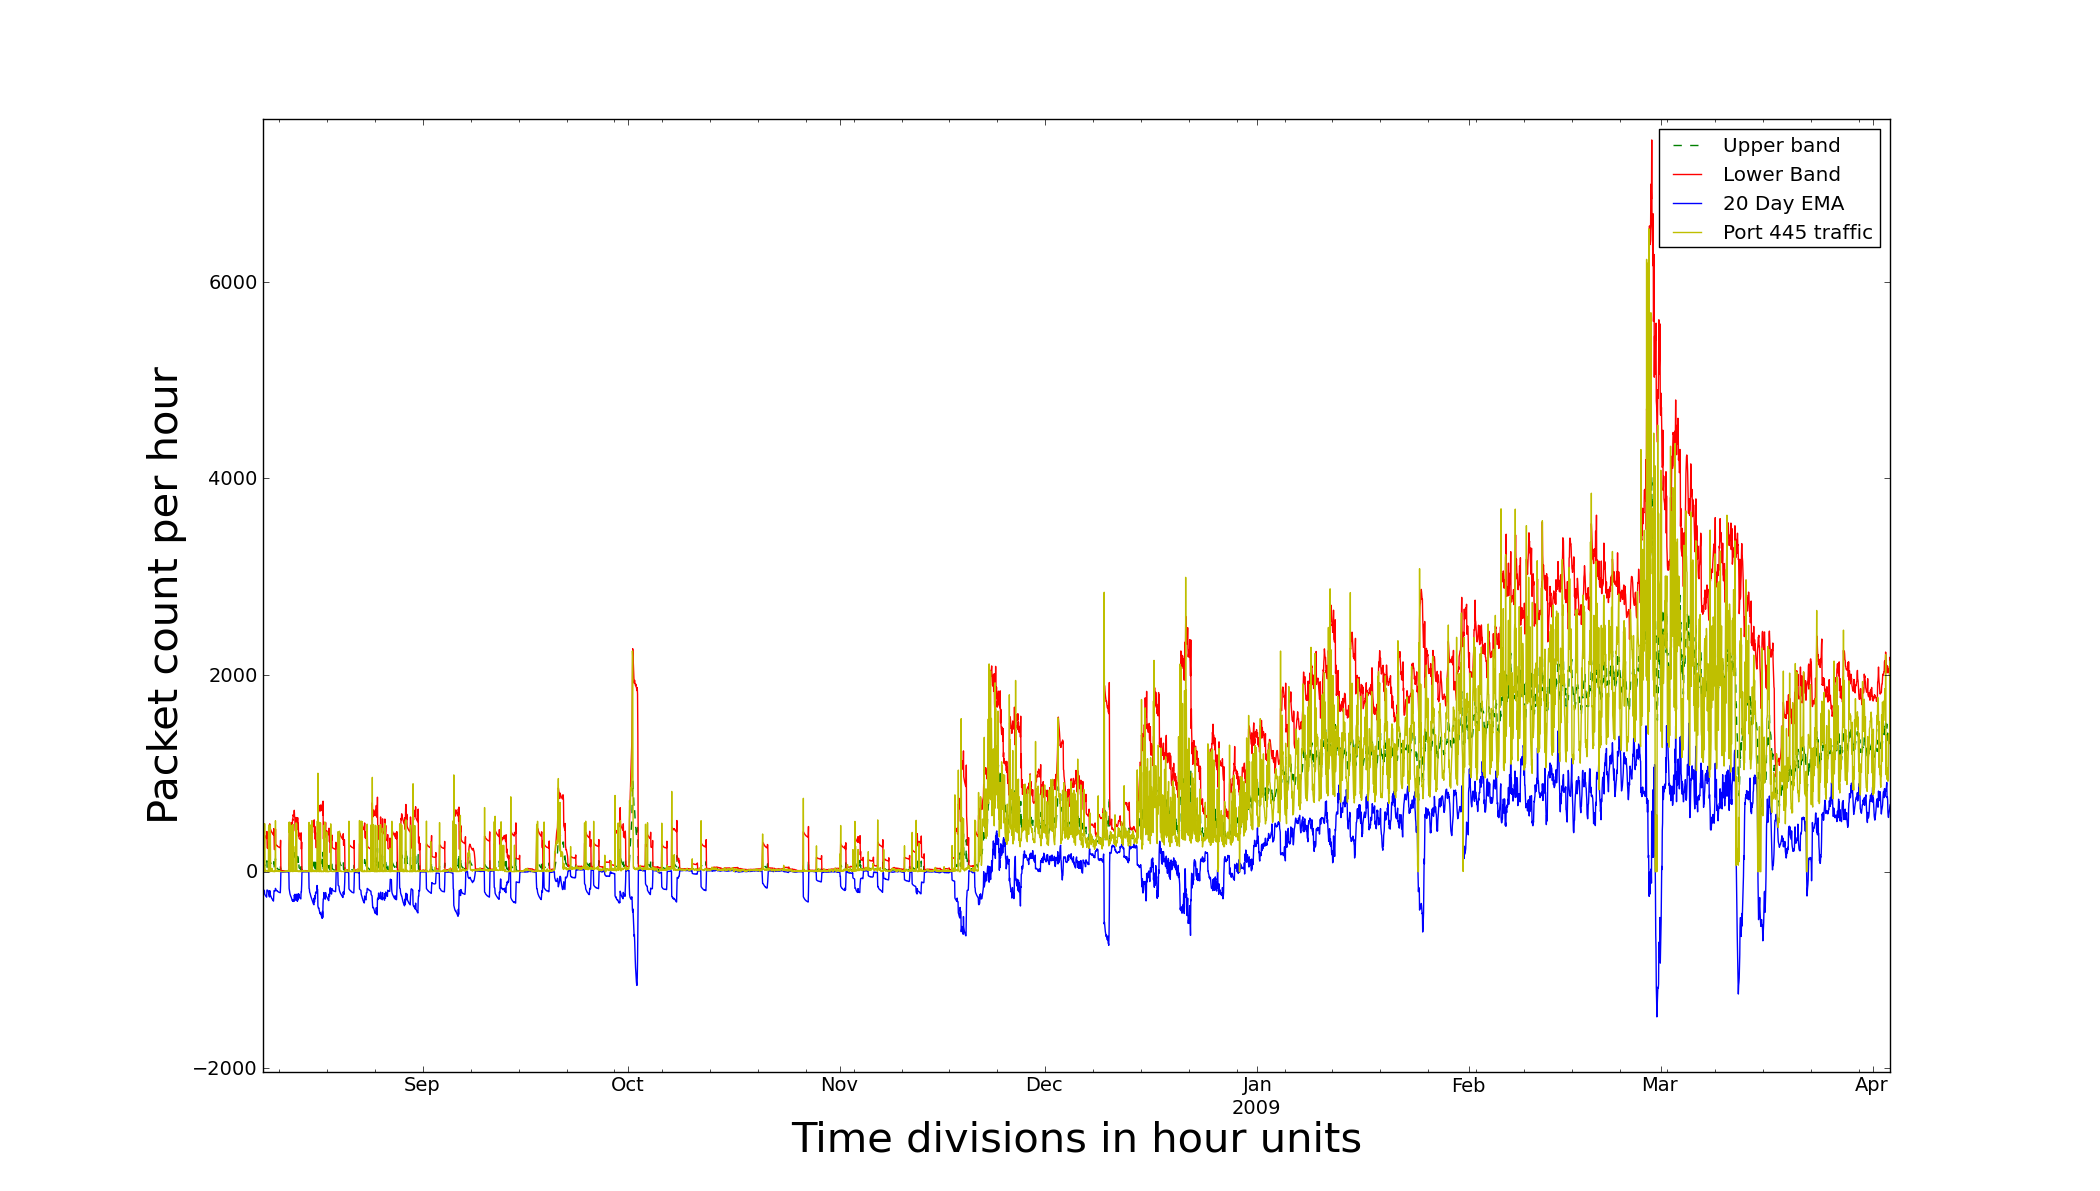 Upper band
Lower Band
20 Day EMA
Port 445 traffic
6000
4000
2000
0
−2000
Packet count per hour
Sep Oct Nov Dec Jan Feb Mar Apr
2009
Time divisions in hour units